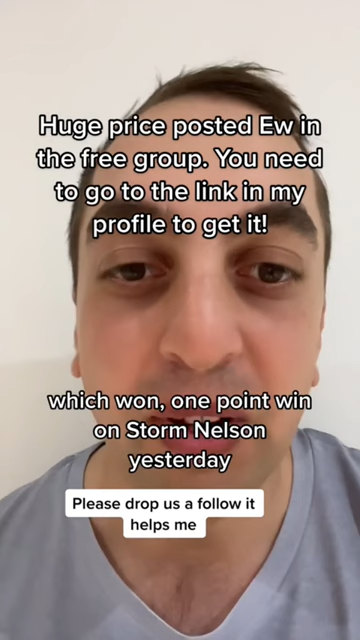 Huge price posted Ew in
the free group. You need
to go to the link in my
profile to get it!
which won, one point win
on Storm Nelson
yesterday
Please drop us a follow it
helps me